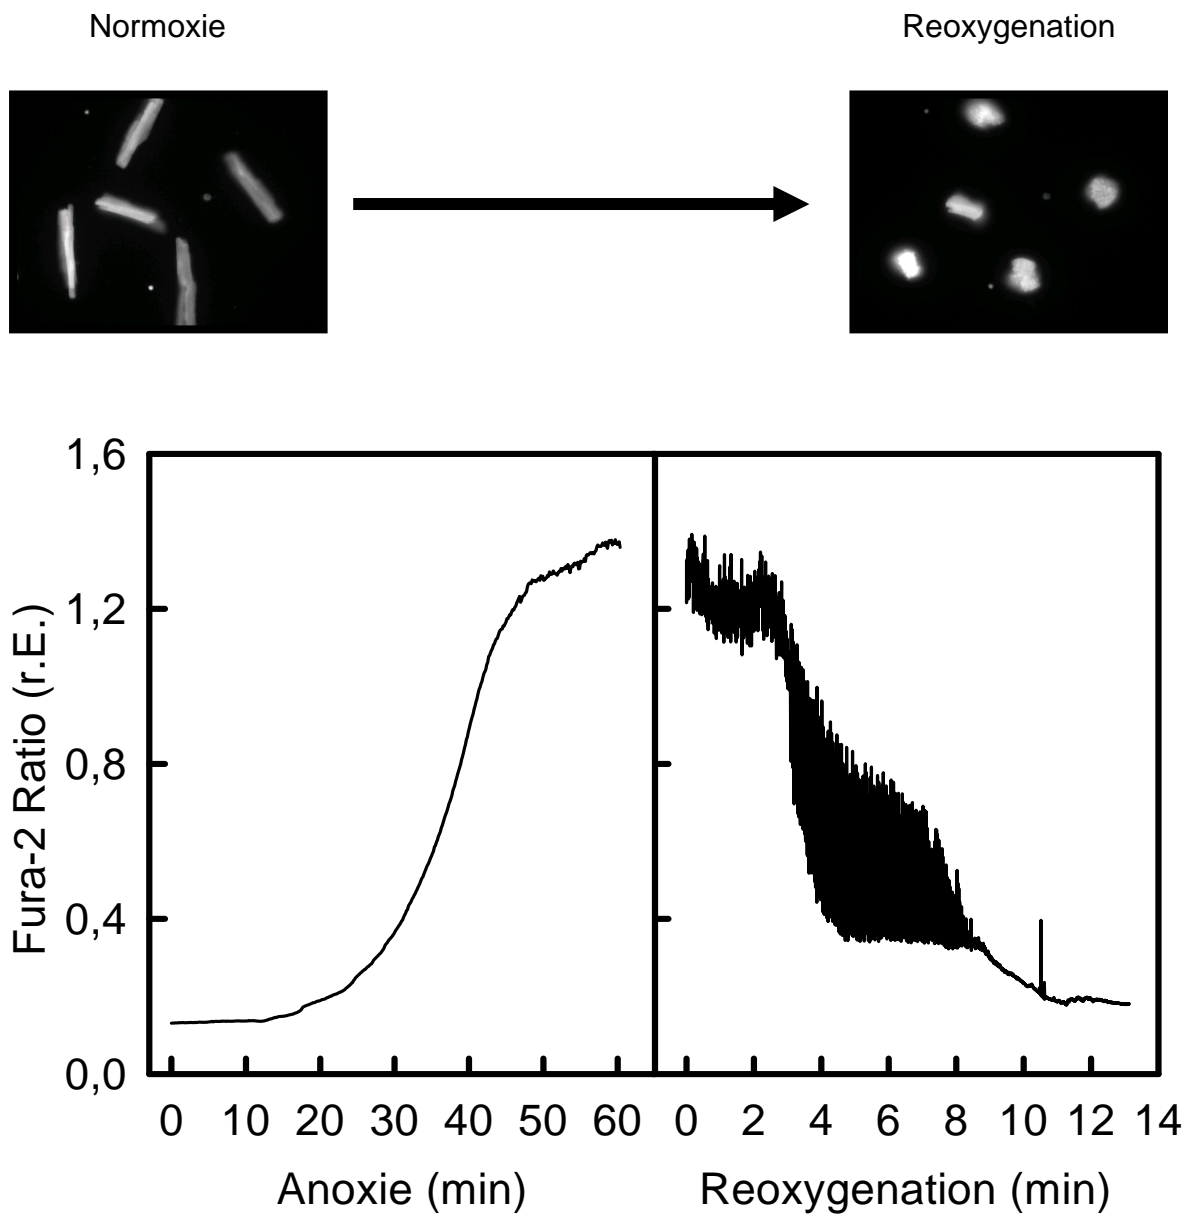 Normoxie
Reoxygenation
1,6
1,2
0,8
0,4
0,0
Fura-2 Ratio (r.E.)
0 10 20 30 40 50 60
0 2 4 6 8 10 12 14
Anoxie (min)
Reoxygenation (min)